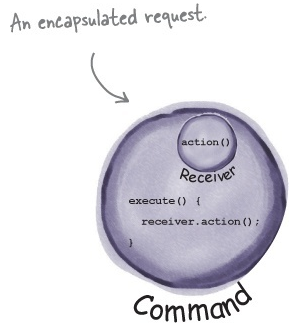 An encapsulated request.
action()
Receiver
execute() {
receiver.action();
}
Command